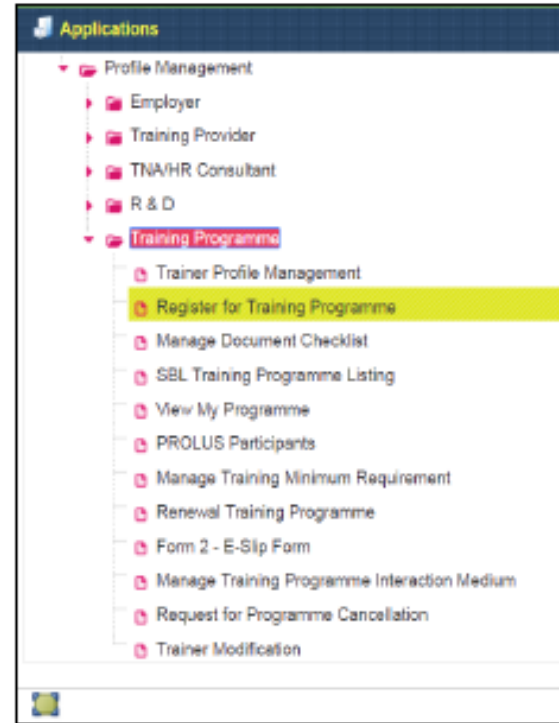 Applications
Profile Management
Employer
Training Provider
TNA/HR Consultant
R & D
Training Programme
Trainer Profile Management
Register for Training Programme
Manage Document Checklist
SBL Training Programme Listing
View My Programme
PROLUS Participants
Manage Training Minimum Requirement
Renewal Training Programme
Form 2 - E-Slip Form
Manage Training Programme Interaction Medium
Request for Programme Cancellation
Trainer Modification